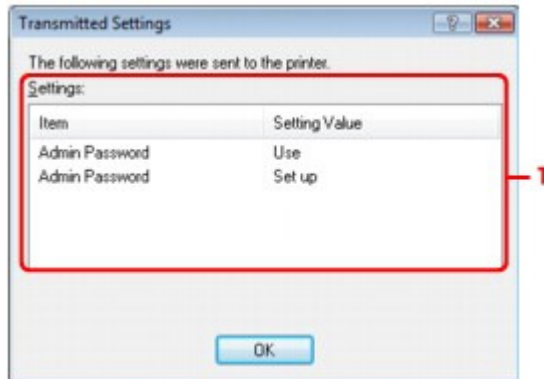 Transmitted Settings
The following settings were sent to the printer.
Settings:
Item Setting Value
Admin Password Use
Admin Password Set up
1
OK